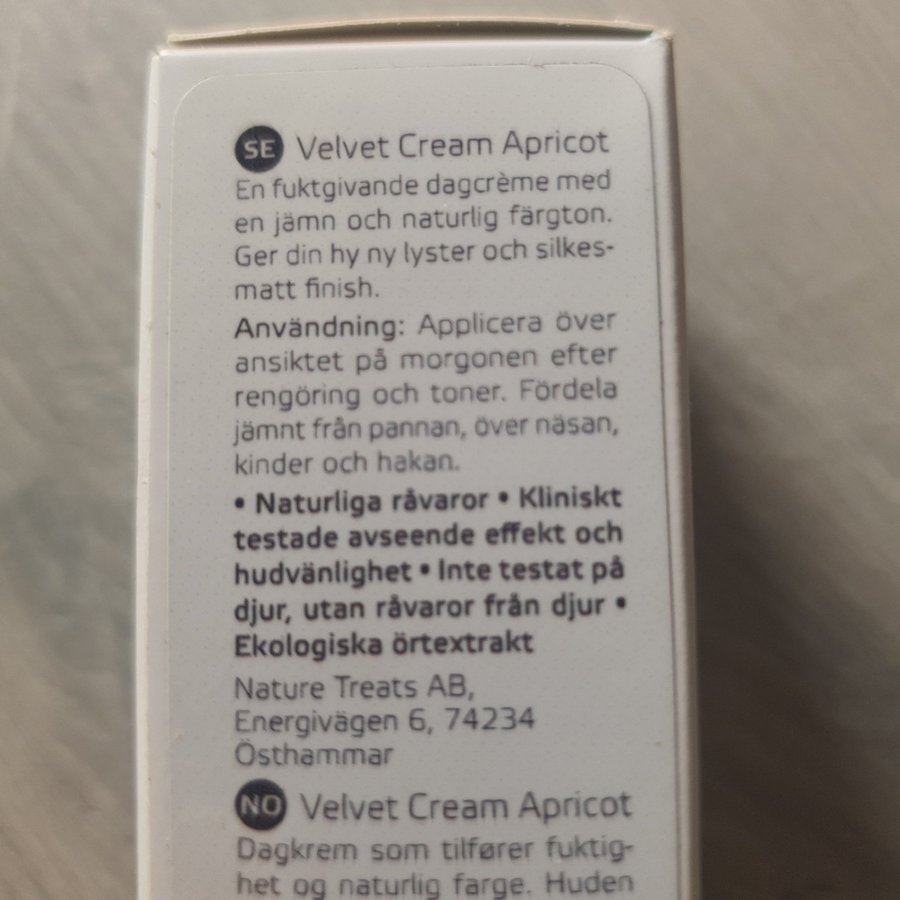 SE Velvet Cream Apricot
En fuktgivande dagcrème med
en jämn och naturlig färgton.
Ger din hy ny lyster och silkes-
matt finish.
Användning: Applicera över
ansiktet på morgonen efter
rengöring och toner. Fördela
jämnt från pannan, över näsan,
kinder och hakan.
• Naturliga råvaror • Kliniskt
testade avseende effekt och
hudvänlighet • Inte testat på
djur, utan råvaror från djur •
Ekologiska örtextrakt
Nature Treats AB,
Energivägen 6, 74234
Östhammar
NO Velvet Cream Apricot
Dagkrem som tilfører fuktig-
het og naturlig farge. Huden